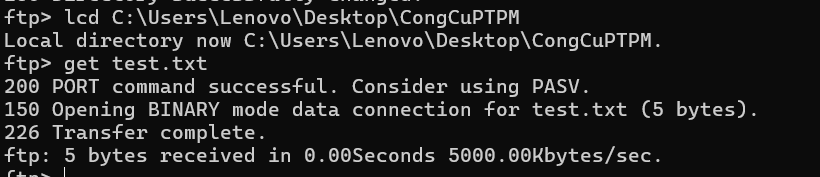 ftp> lcd C:\Users\Lenovo\Desktop\CongCuPTPM
Local directory now C:\Users\Lenovo\Desktop\CongCuPTPM.
ftp> get test.txt
200 PORT command successful. Consider using PASV.
150 Opening BINARY mode data connection for test.txt (5 bytes).
226 Transfer complete.
ftp: 5 bytes received in 0.00Seconds 5000.00Kbytes/sec.
ftp>